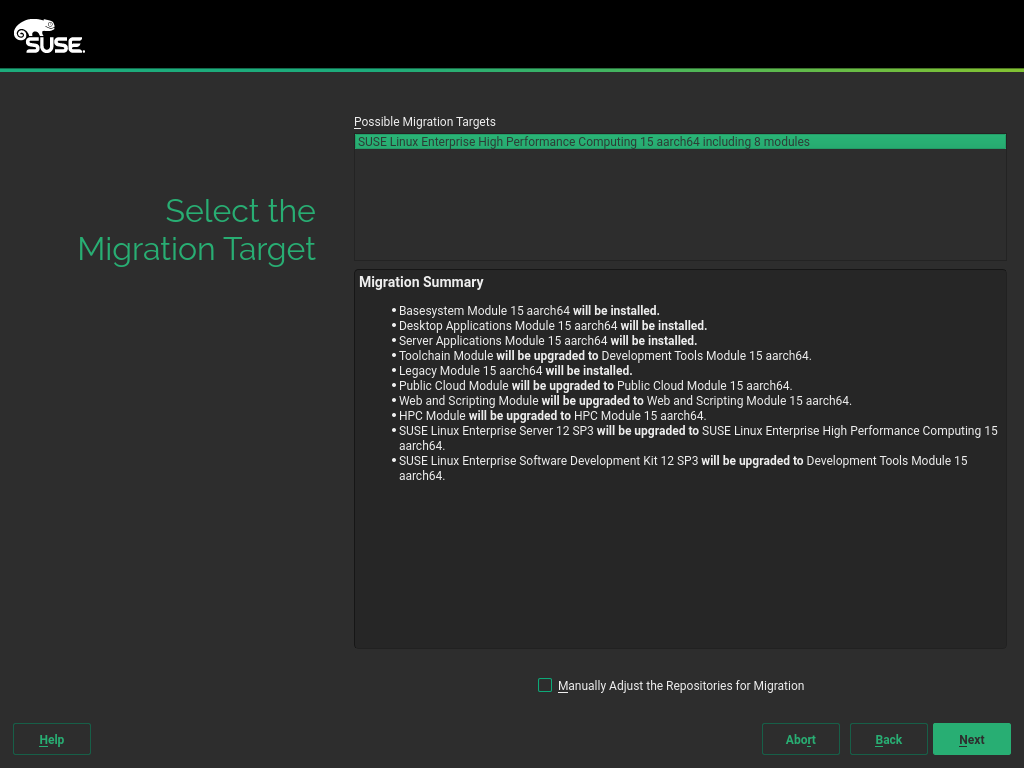 SUSE.
Possible Migration Targets
SUSE Linux Enterprise High Performance Computing 15 aarch64 including 8 modules
Select the
Migration Target
Migration Summary
• Basesystem Module 15 aarch64 will be installed.
• Desktop Applications Module 15 aarch64 will be installed.
• Server Applications Module 15 aarch64 will be installed.
• Toolchain Module will be upgraded to Development Tools Module 15 aarch64.
• Legacy Module 15 aarch64 will be installed.
• Public Cloud Module will be upgraded to Public Cloud Module 15 aarch64.
• Web and Scripting Module will be upgraded to Web and Scripting Module 15 aarch64.
• HPC Module will be upgraded to HPC Module 15 aarch64.
• SUSE Linux Enterprise Server 12 SP3 will be upgraded to SUSE Linux Enterprise High Performance Computing 15
aarch64.
• SUSE Linux Enterprise Software Development Kit 12 SP3 will be upgraded to Development Tools Module 15
aarch64.
Manually Adjust the Repositories for Migration
Help
Abort
Back
Next